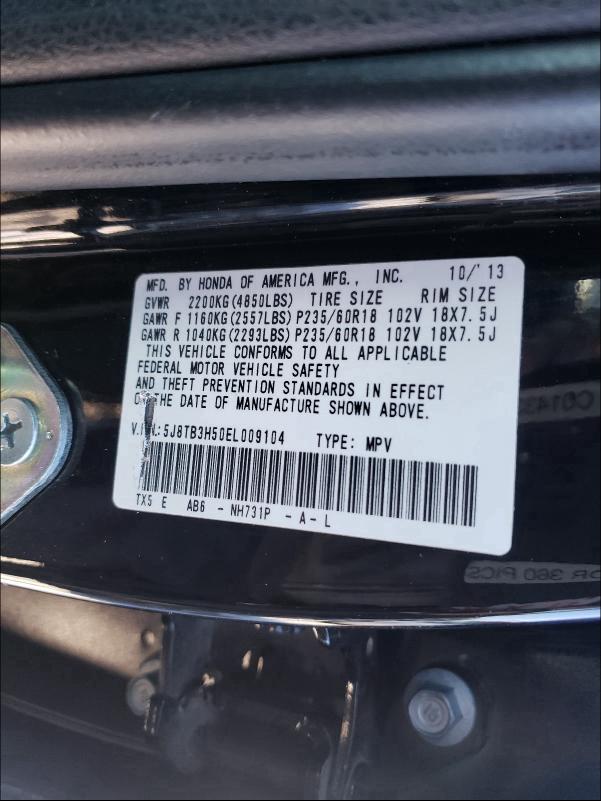 MFD. BY HONDA OF AMERICA MFG., INC. 10/'13
GVWR 2200KG(4850LBS) TIRE SIZE RIM SIZE
GAWR F 1160KG(2557LBS)P235/60R18 102V 18X7.5J
GAWR R 1040KG(2293LBS)P235/60R18 102V 18X7.5J
THIS VEHICLE CONFORMS TO ALL APPLICABLE
FEDERAL MOTOR VEHICLE SAFETY
AND THEFT PREVENTION STANDARDS IN EFFECT
ON THE DATE OF MANUFACTURE SHOWN ABOVE.
V.I.N.:5J8TB3H50EL009104 TYPE: MPV
TX5 E AB6 - NH731P - A - L
OR 360 PICS